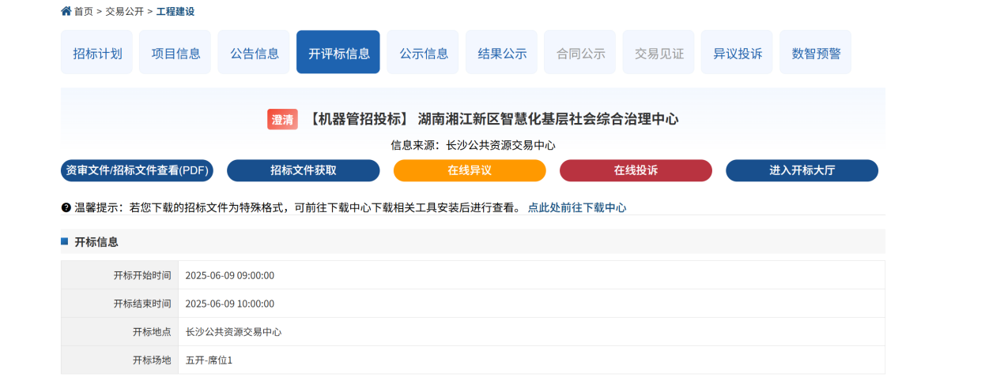 首页 > 交易公开 > 工程建设
招标计划 项目信息 公告信息 开评标信息 公示信息 结果公示 合同公示 交易见证 异议投诉 数智预警
澄清 【机器管招投标】 湖南湘江新区智慧化基层社会综合治理中心
信息来源：长沙公共资源交易中心
资审文件/招标文件查看(PDF) 招标文件获取 在线异议 在线投诉 进入开标大厅
温馨提示：若您下载的招标文件为特殊格式，可前往下载中心下载相关工具安装后进行查看。 点此处前往下载中心
开标信息
开标开始时间 2025-06-09 09:00:00
开标结束时间 2025-06-09 10:00:00
开标地点 长沙公共资源交易中心
开标场地 五开-席位1